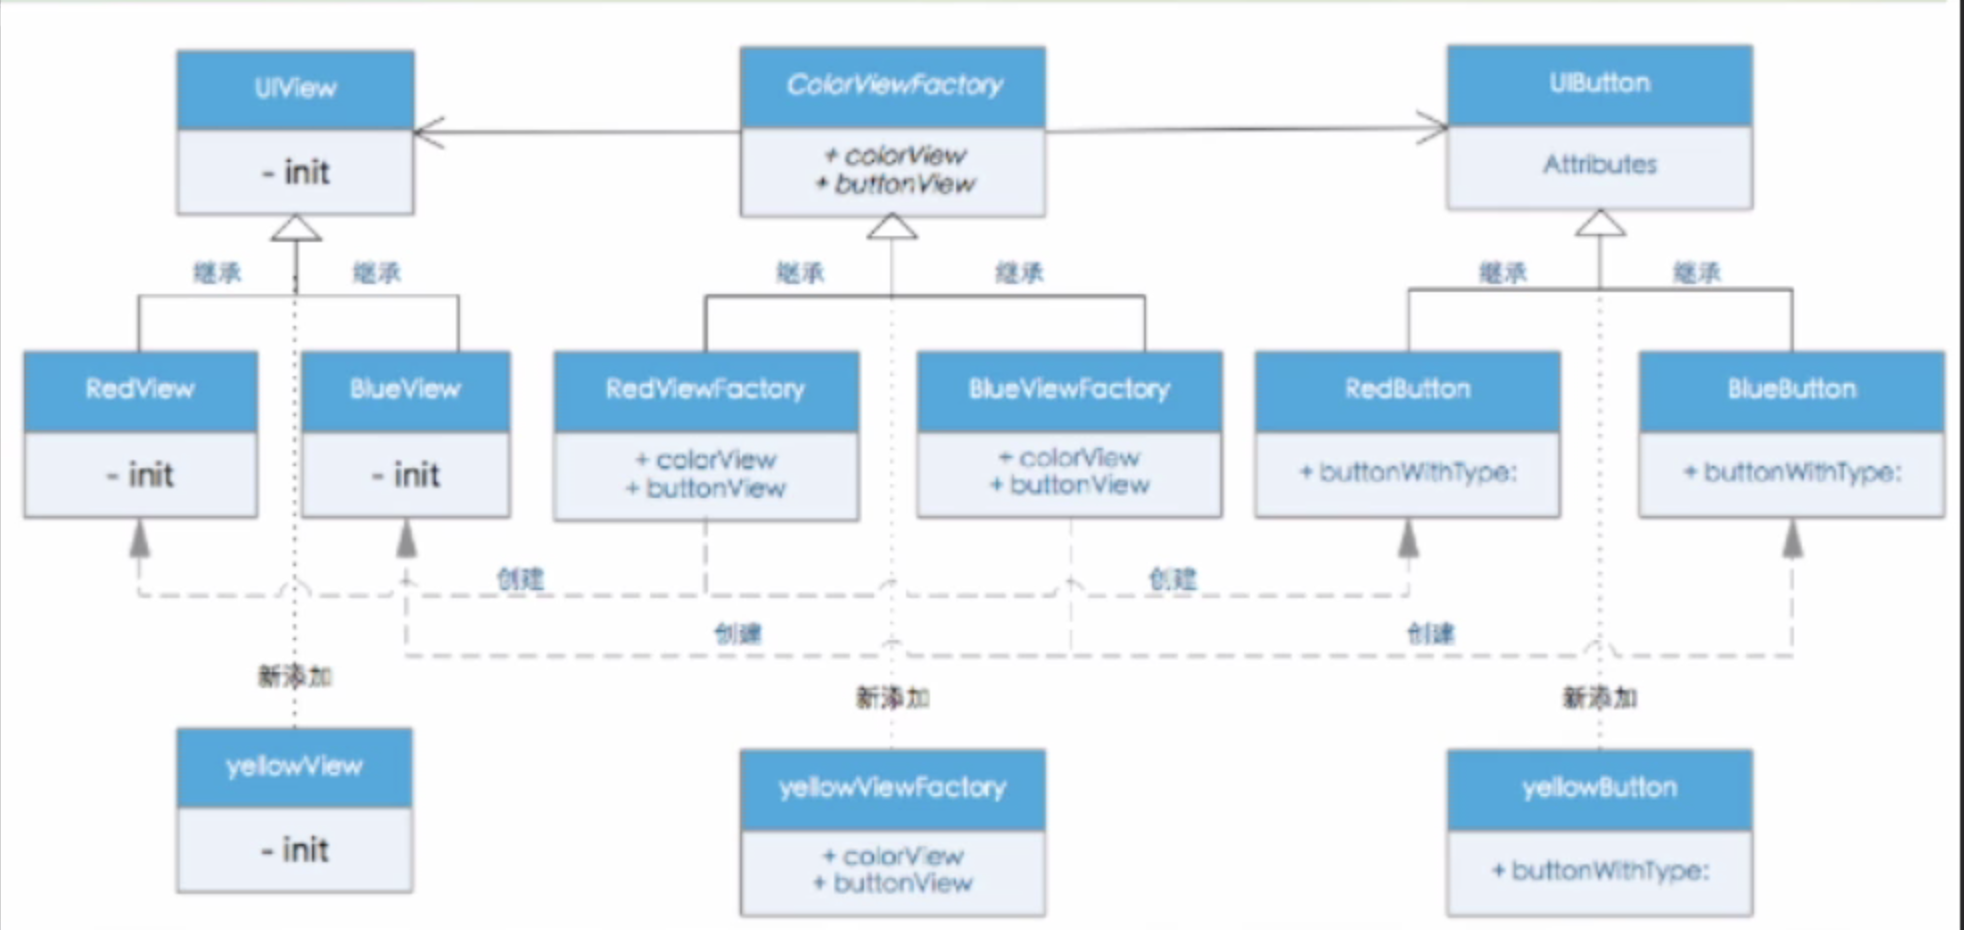 UIView
ColorViewFactory
UIButton
- init
+ colorView
+ buttonView
Attributes
继承
继承
继承
继承
继承
继承
RedView
BlueView
RedViewFactory
BlueViewFactory
RedButton
BlueButton
- init
- init
+ colorView
+ buttonView
+ colorView
+ buttonView
+ buttonWithType:
+ buttonWithType:
创建
创建
创建
创建
新添加
新添加
新添加
yellowView
yellowViewFactory
yellowButton
- init
+ colorView
+ buttonView
+ buttonWithType: